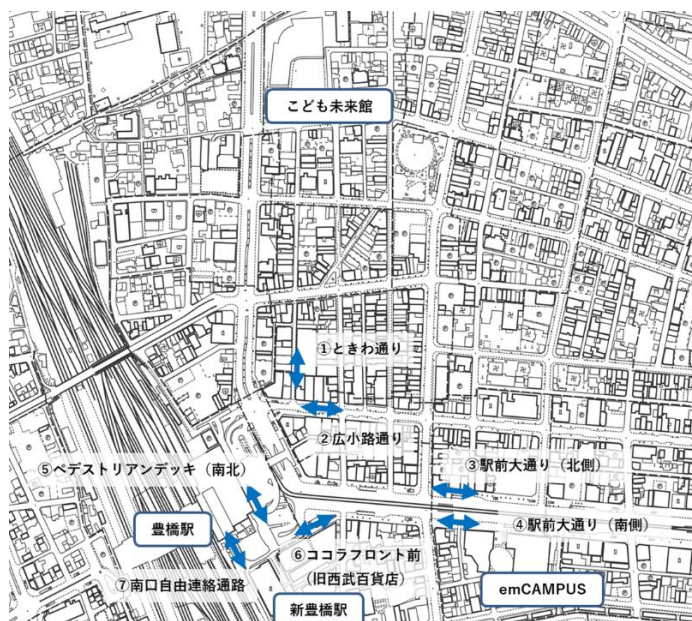 こども未来館
①ときわ通り
②広小路通り
③駅前大通り（北側）
⑤ペデストリアンデッキ（南北）
豊橋駅
④駅前大通り（南側）
⑥ココラフロント前
（旧西武百貨店）
⑦南口自由連絡通路
emCAMPUS
新豊橋駅